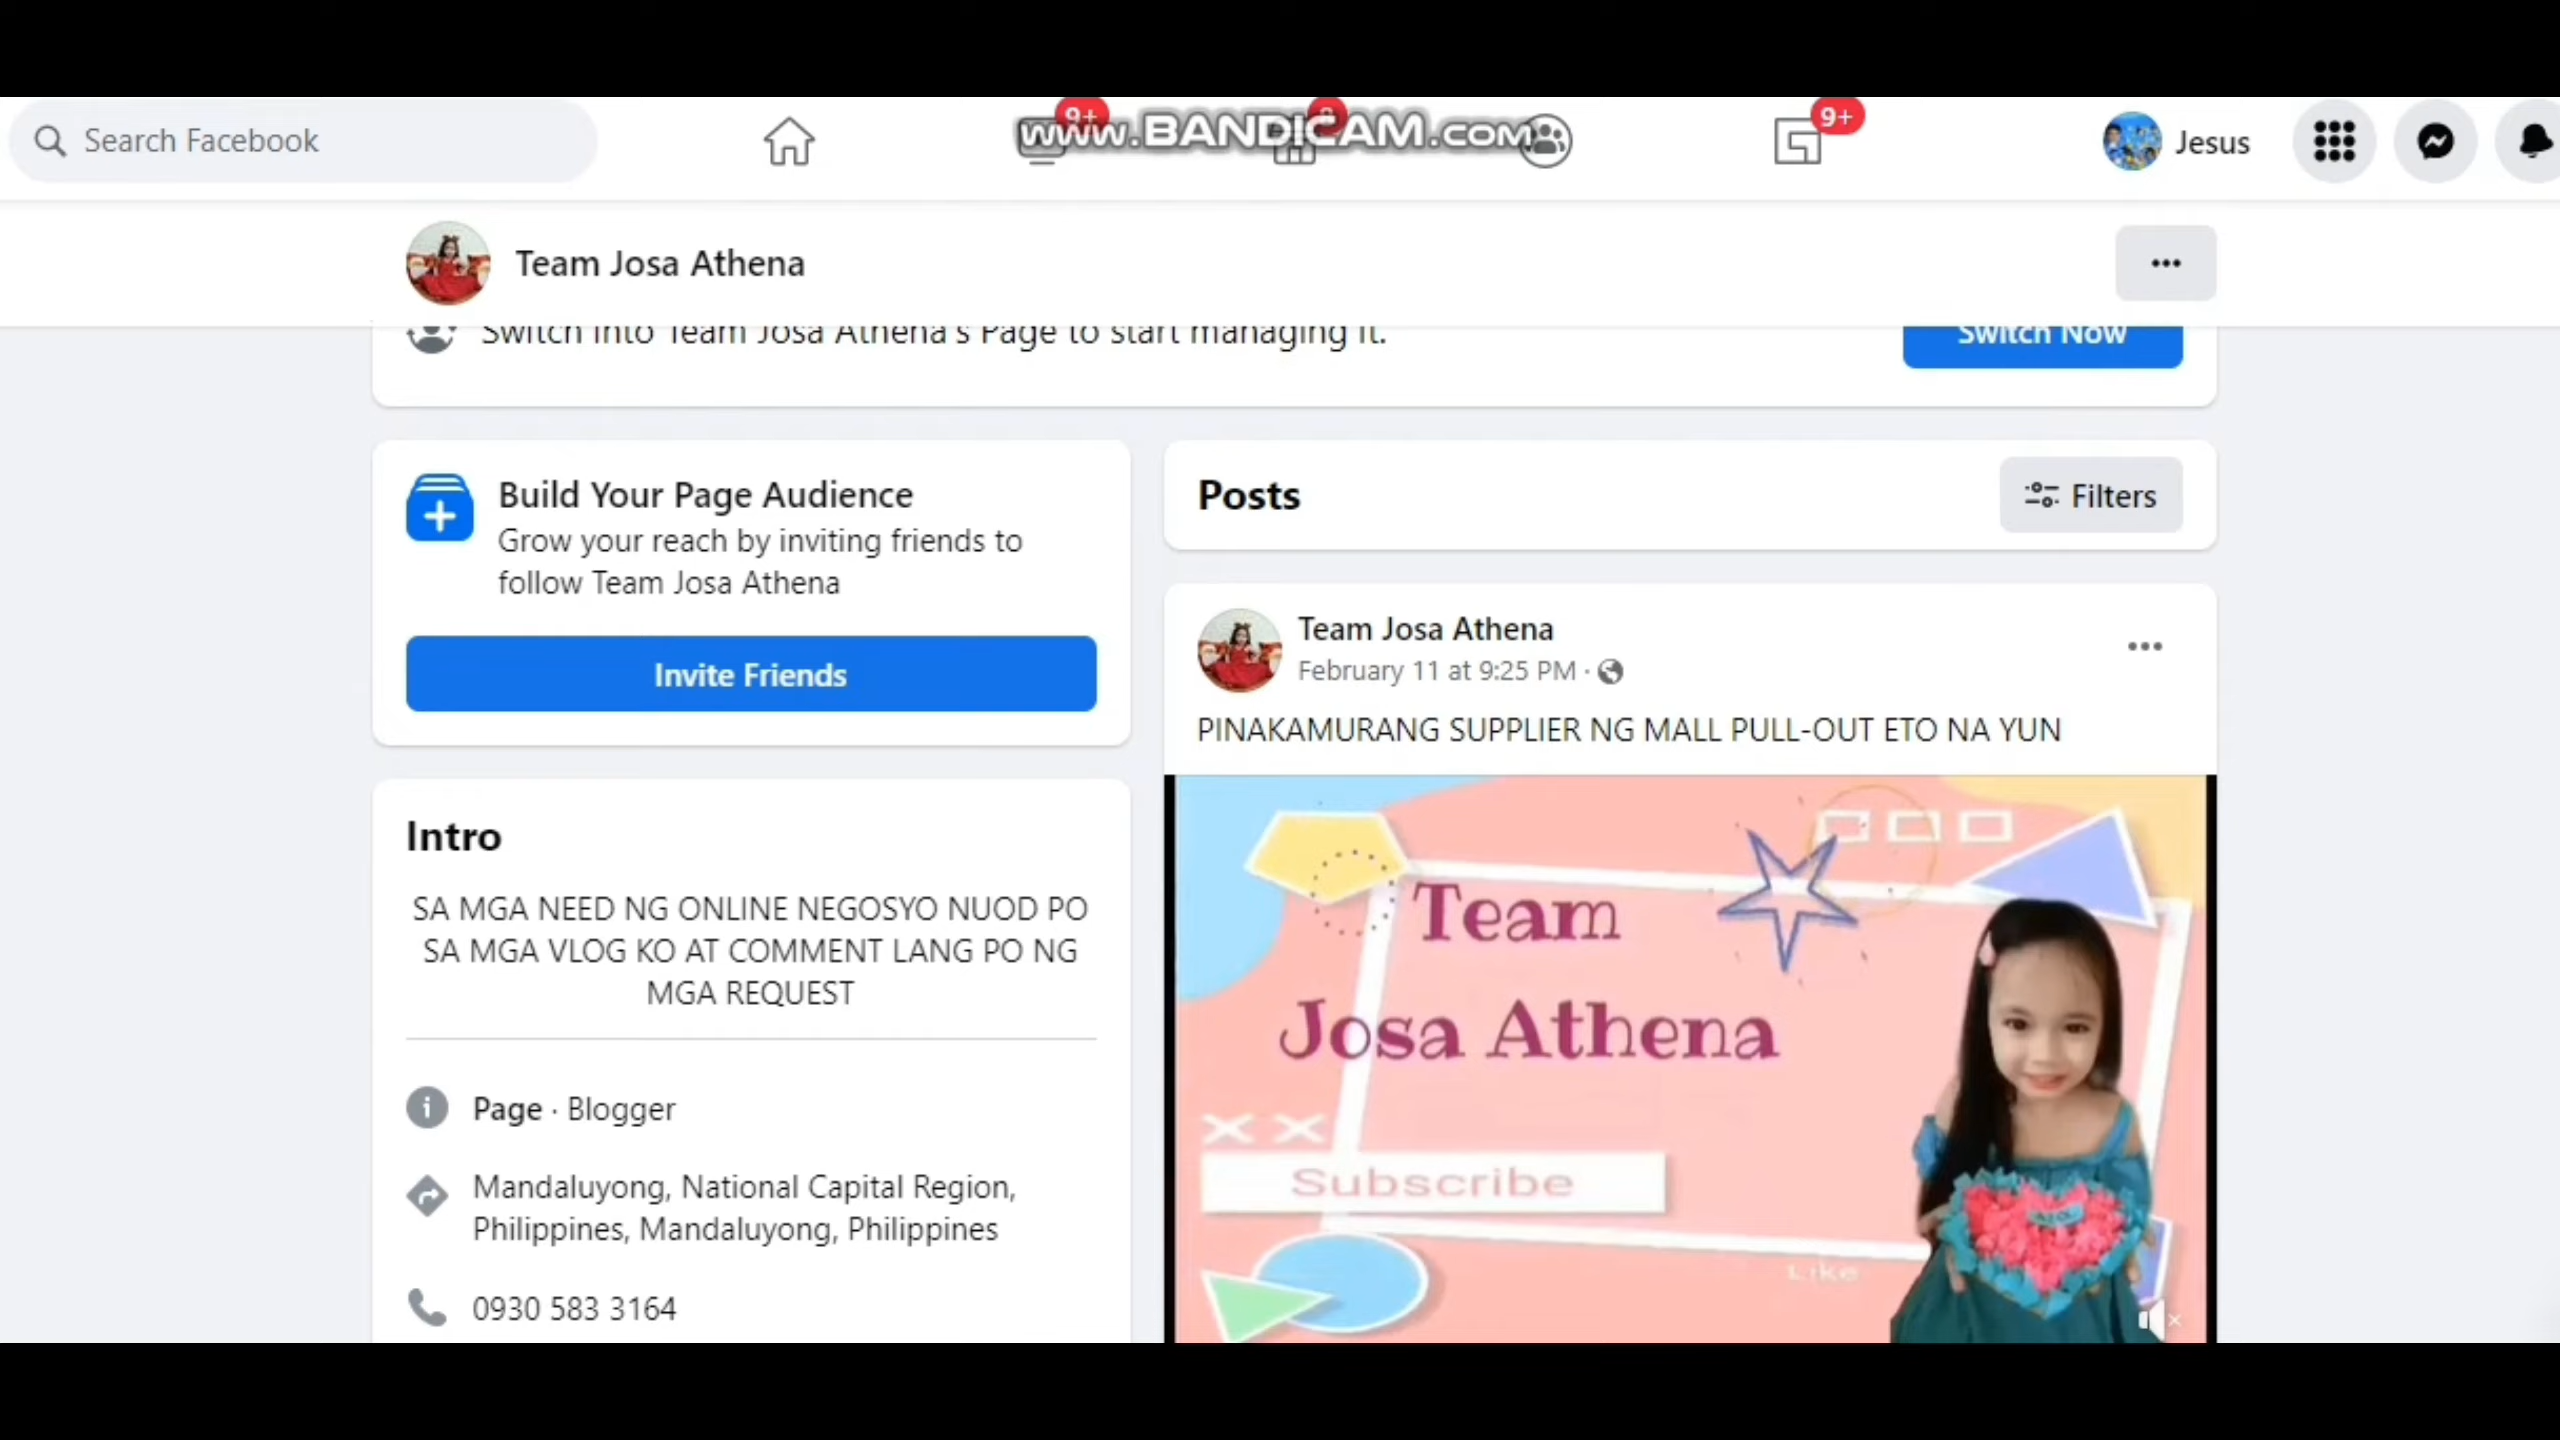 Search Facebook
9+
www.BANDICAM.com
9+
Jesus
Team Josa Athena
Switch into Team Josa Athena's Page to start managing it.
Switch Now
Build Your Page Audience
Grow your reach by inviting friends to
follow Team Josa Athena
Invite Friends
Intro
SA MGA NEED NG ONLINE NEGOSYO NUOD PO
SA MGA VLOG KO AT COMMENT LANG PO NG
MGA REQUEST
Page · Blogger
Mandaluyong, National Capital Region,
Philippines, Mandaluyong, Philippines
0930 583 3164
Posts
Filters
Team Josa Athena
February 11 at 9:25 PM ·
PINAKAMURANG SUPPLIER NG MALL PULL-OUT ETO NA YUN
Team
Josa Athena
Subscribe
Like